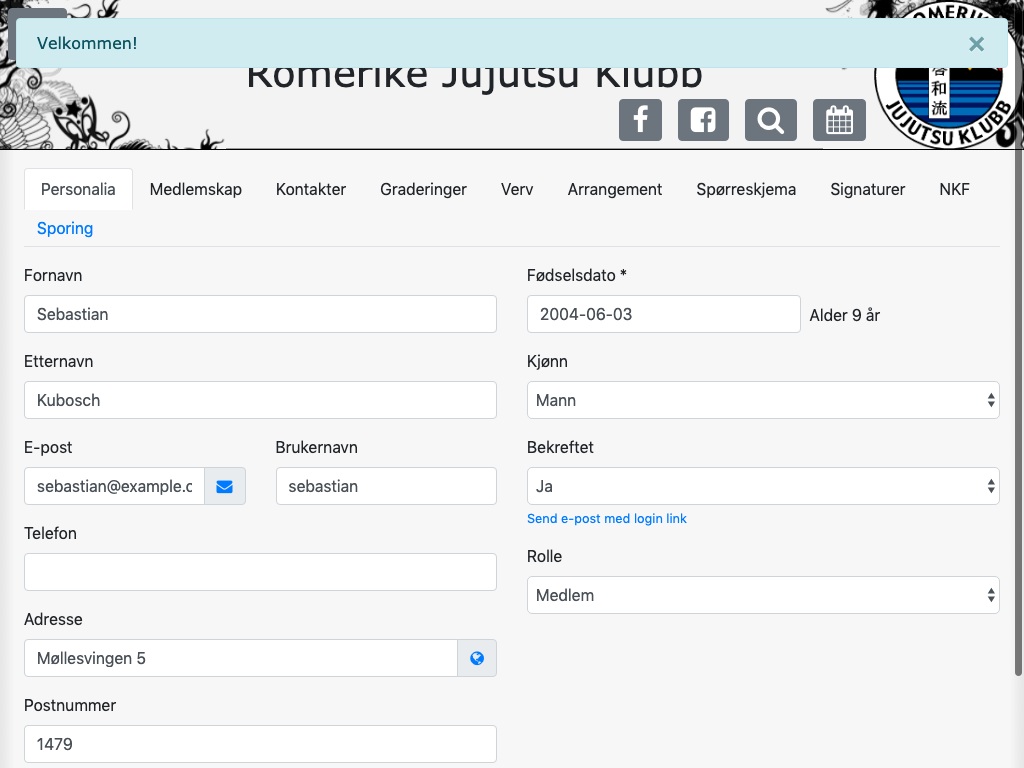 Velkommen!
×
Romerike Jujutsu Klubb
ROMERIKE
啓和流
JUJUTSU KLUBB
Personalia Medlemskap Kontakter Graderinger Verv Arrangement Spørreskjema Signaturer NKF
Sporing
Fornavn
Sebastian
Etternavn
Kubosch
E-post
sebastian@example.c
Brukernavn
sebastian
Telefon
Adresse
Møllesvingen 5
Postnummer
1479
Fødselsdato *
2004-06-03
Alder 9 år
Kjønn
Mann
Bekreftet
Ja
Send e-post med login link
Rolle
Medlem